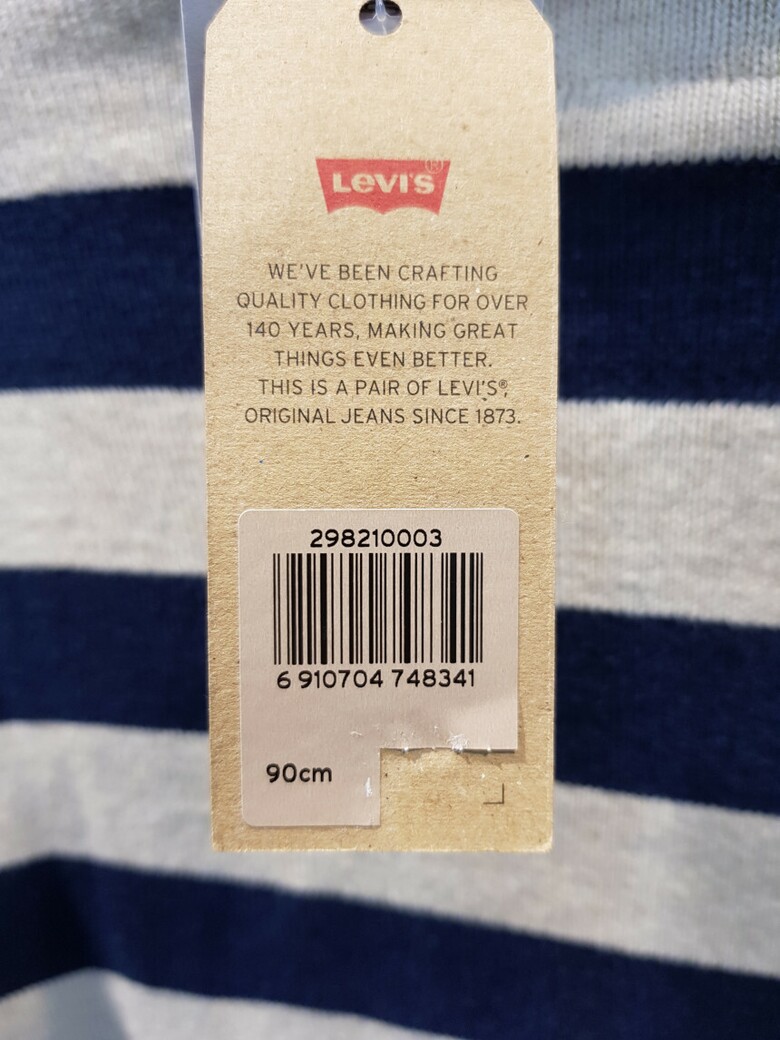 LEVI'S®
WE'VE BEEN CRAFTING
QUALITY CLOTHING FOR OVER
140 YEARS, MAKING GREAT
THINGS EVEN BETTER.
THIS IS A PAIR OF LEVI'S®,
ORIGINAL JEANS SINCE 1873.
298210003
6 910704 748341
90cm